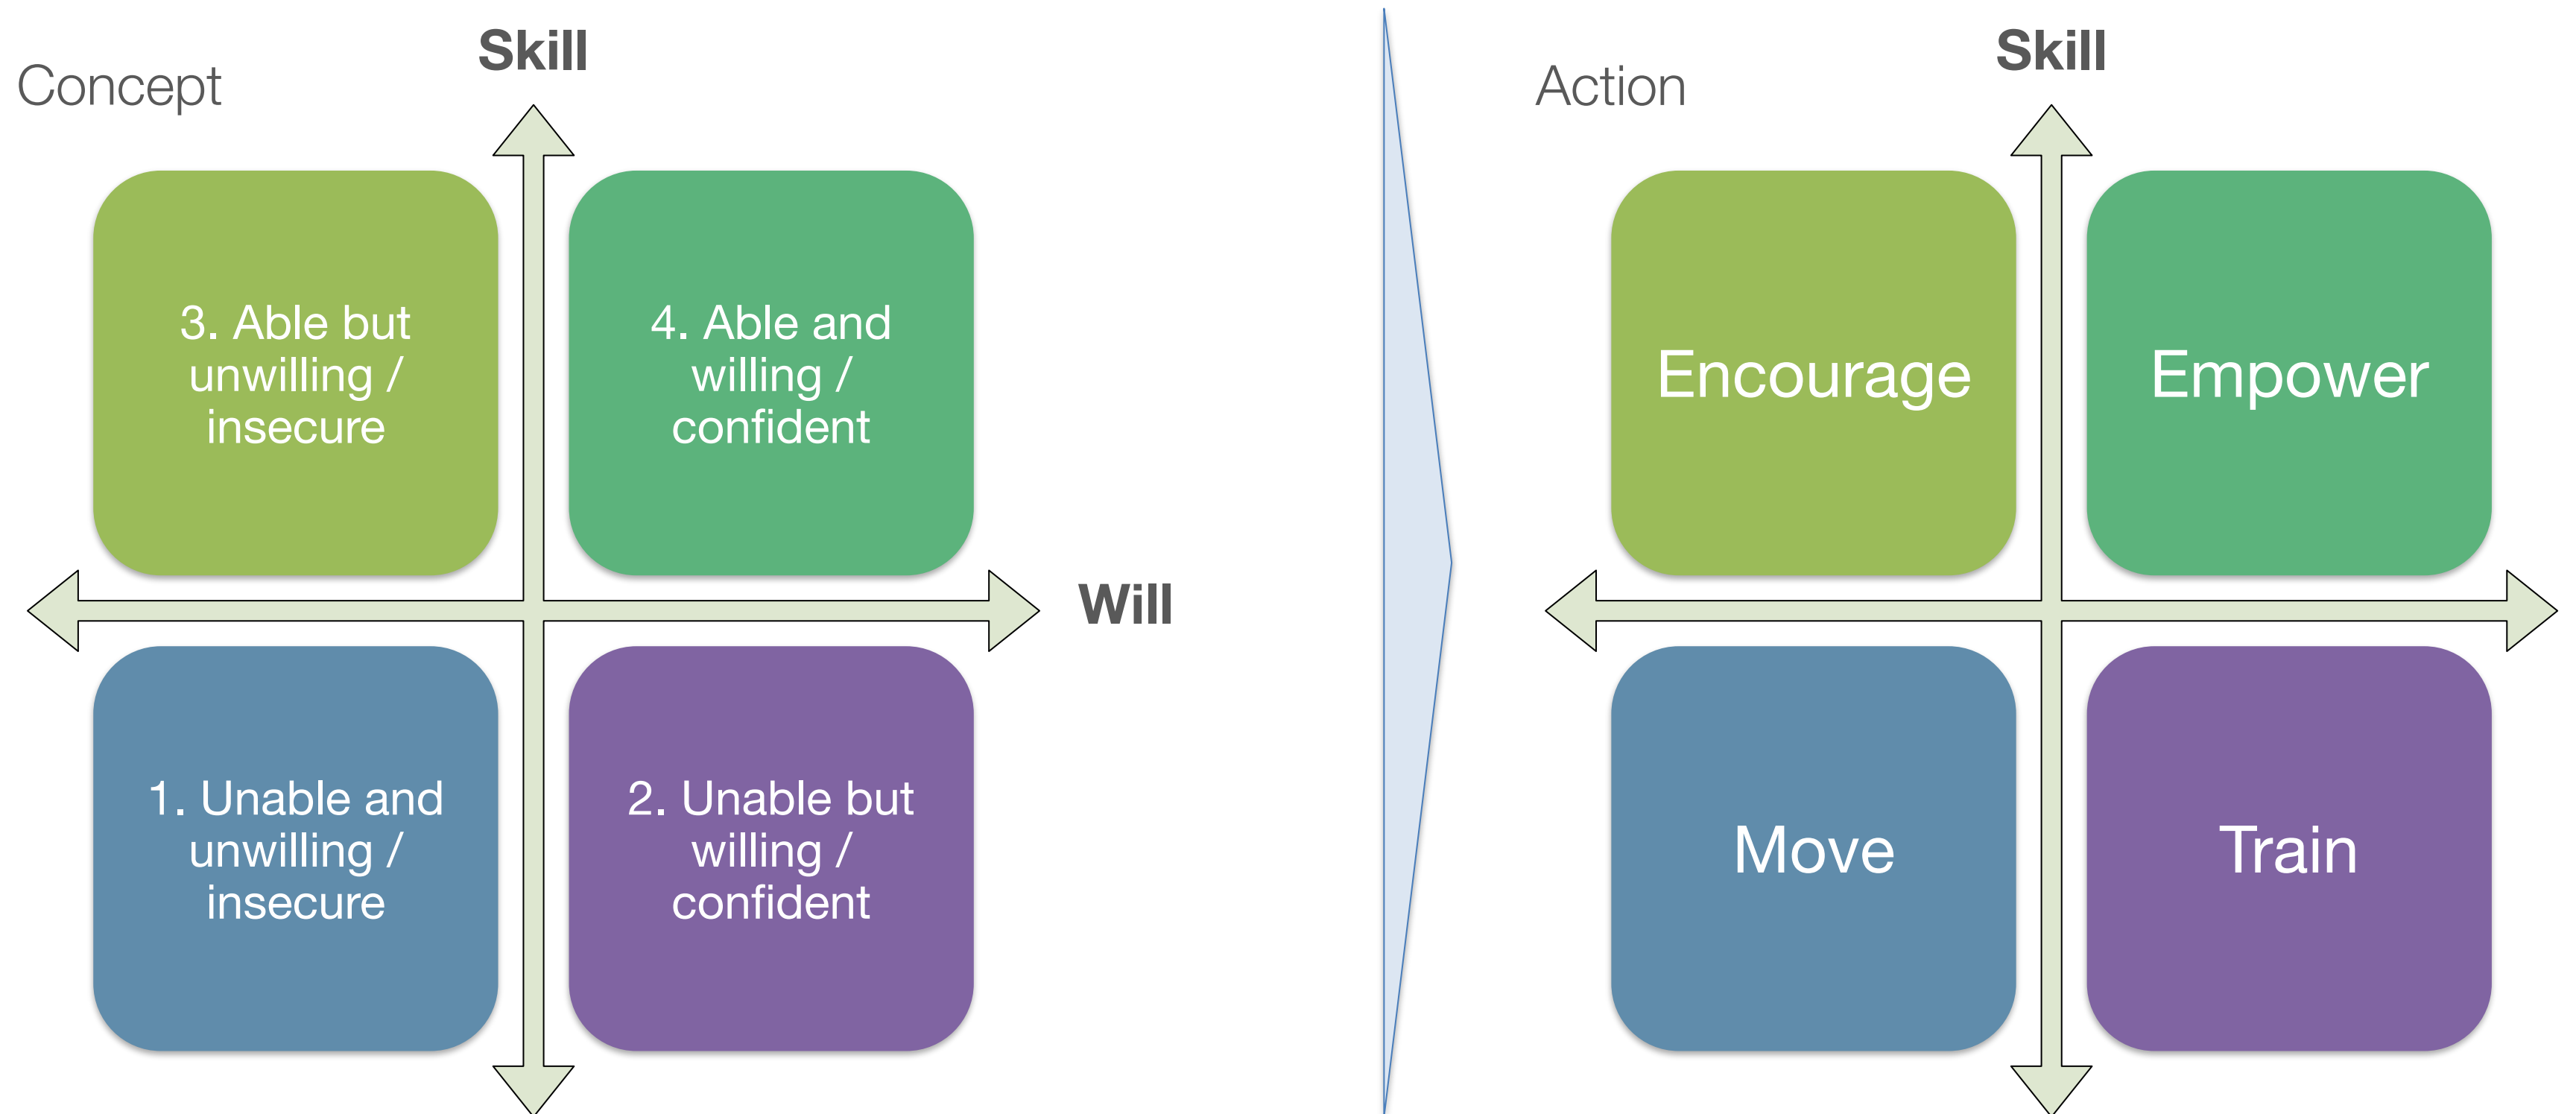 Concept
Skill
3. Able but
unwilling /
insecure
4. Able and
willing /
confident
Will
1. Unable and
unwilling /
insecure
2. Unable but
willing /
confident
Action
Skill
Encourage
Empower
Move
Train